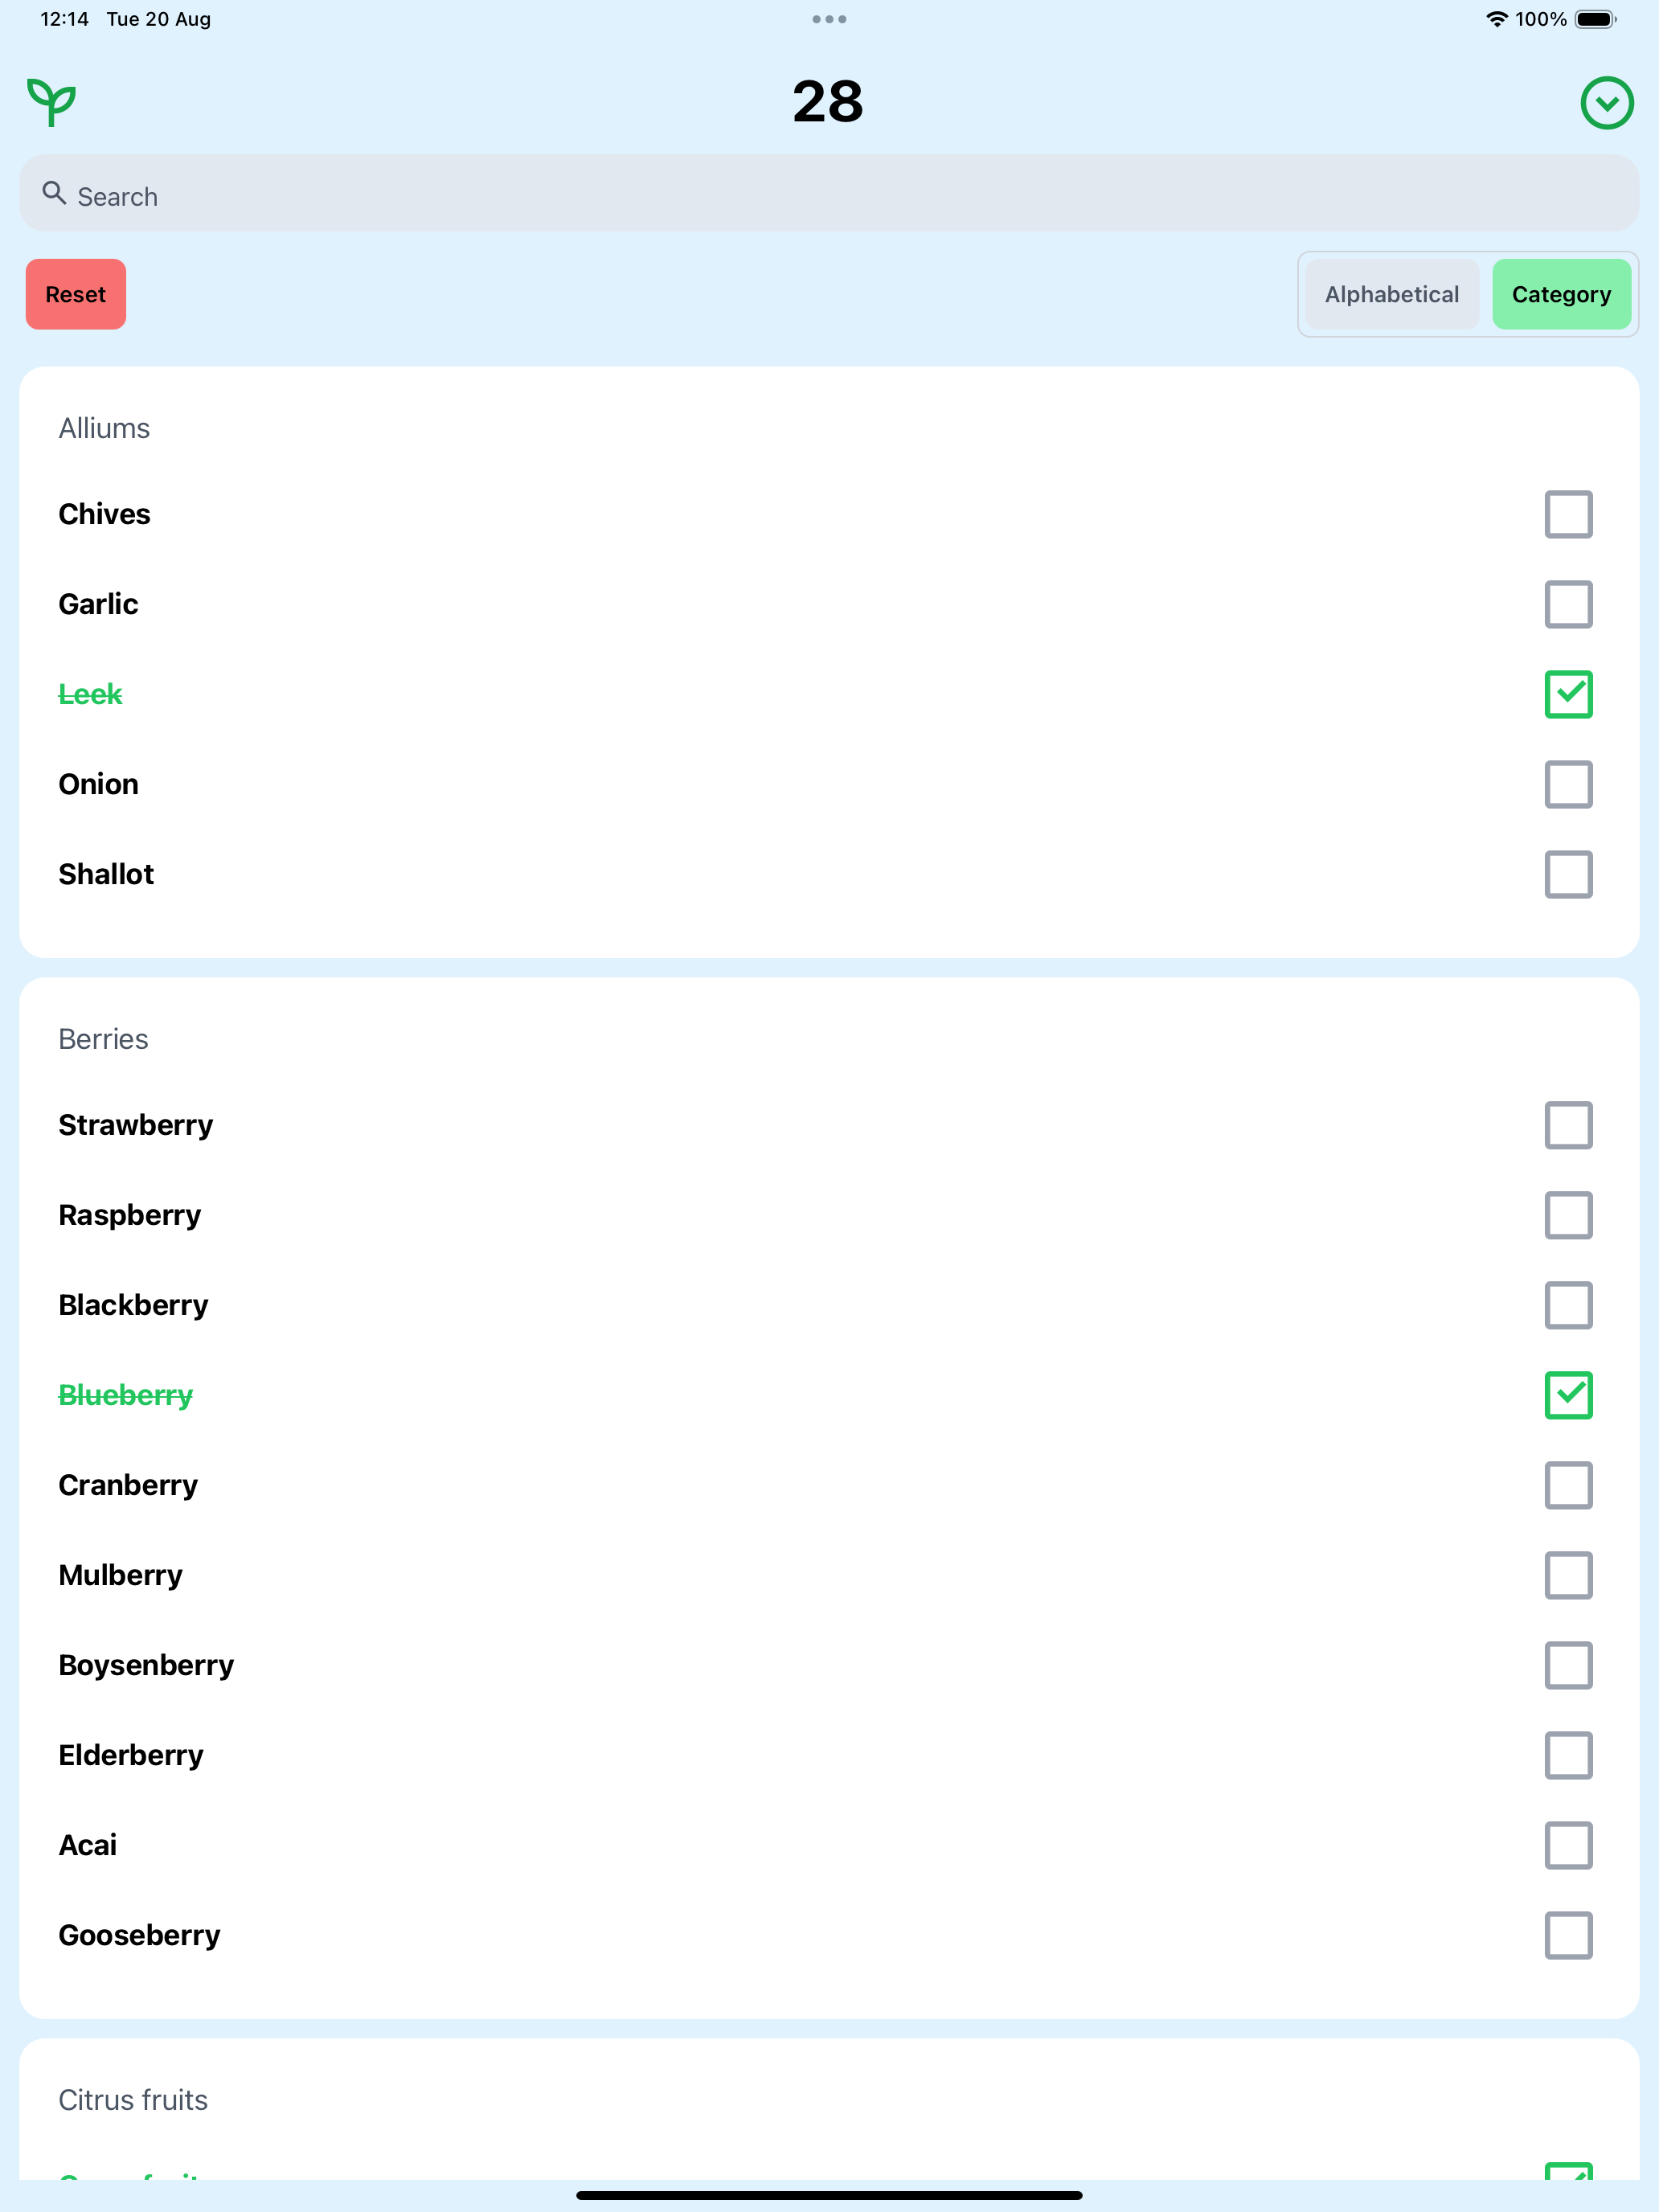 12:14 Tue 20 Aug
100%
28
Search
Reset
Alphabetical
Category
Alliums
Chives
Garlic
Leek
Onion
Shallot
Berries
Strawberry
Raspberry
Blackberry
Blueberry
Cranberry
Mulberry
Boysenberry
Elderberry
Acai
Gooseberry
Citrus fruits